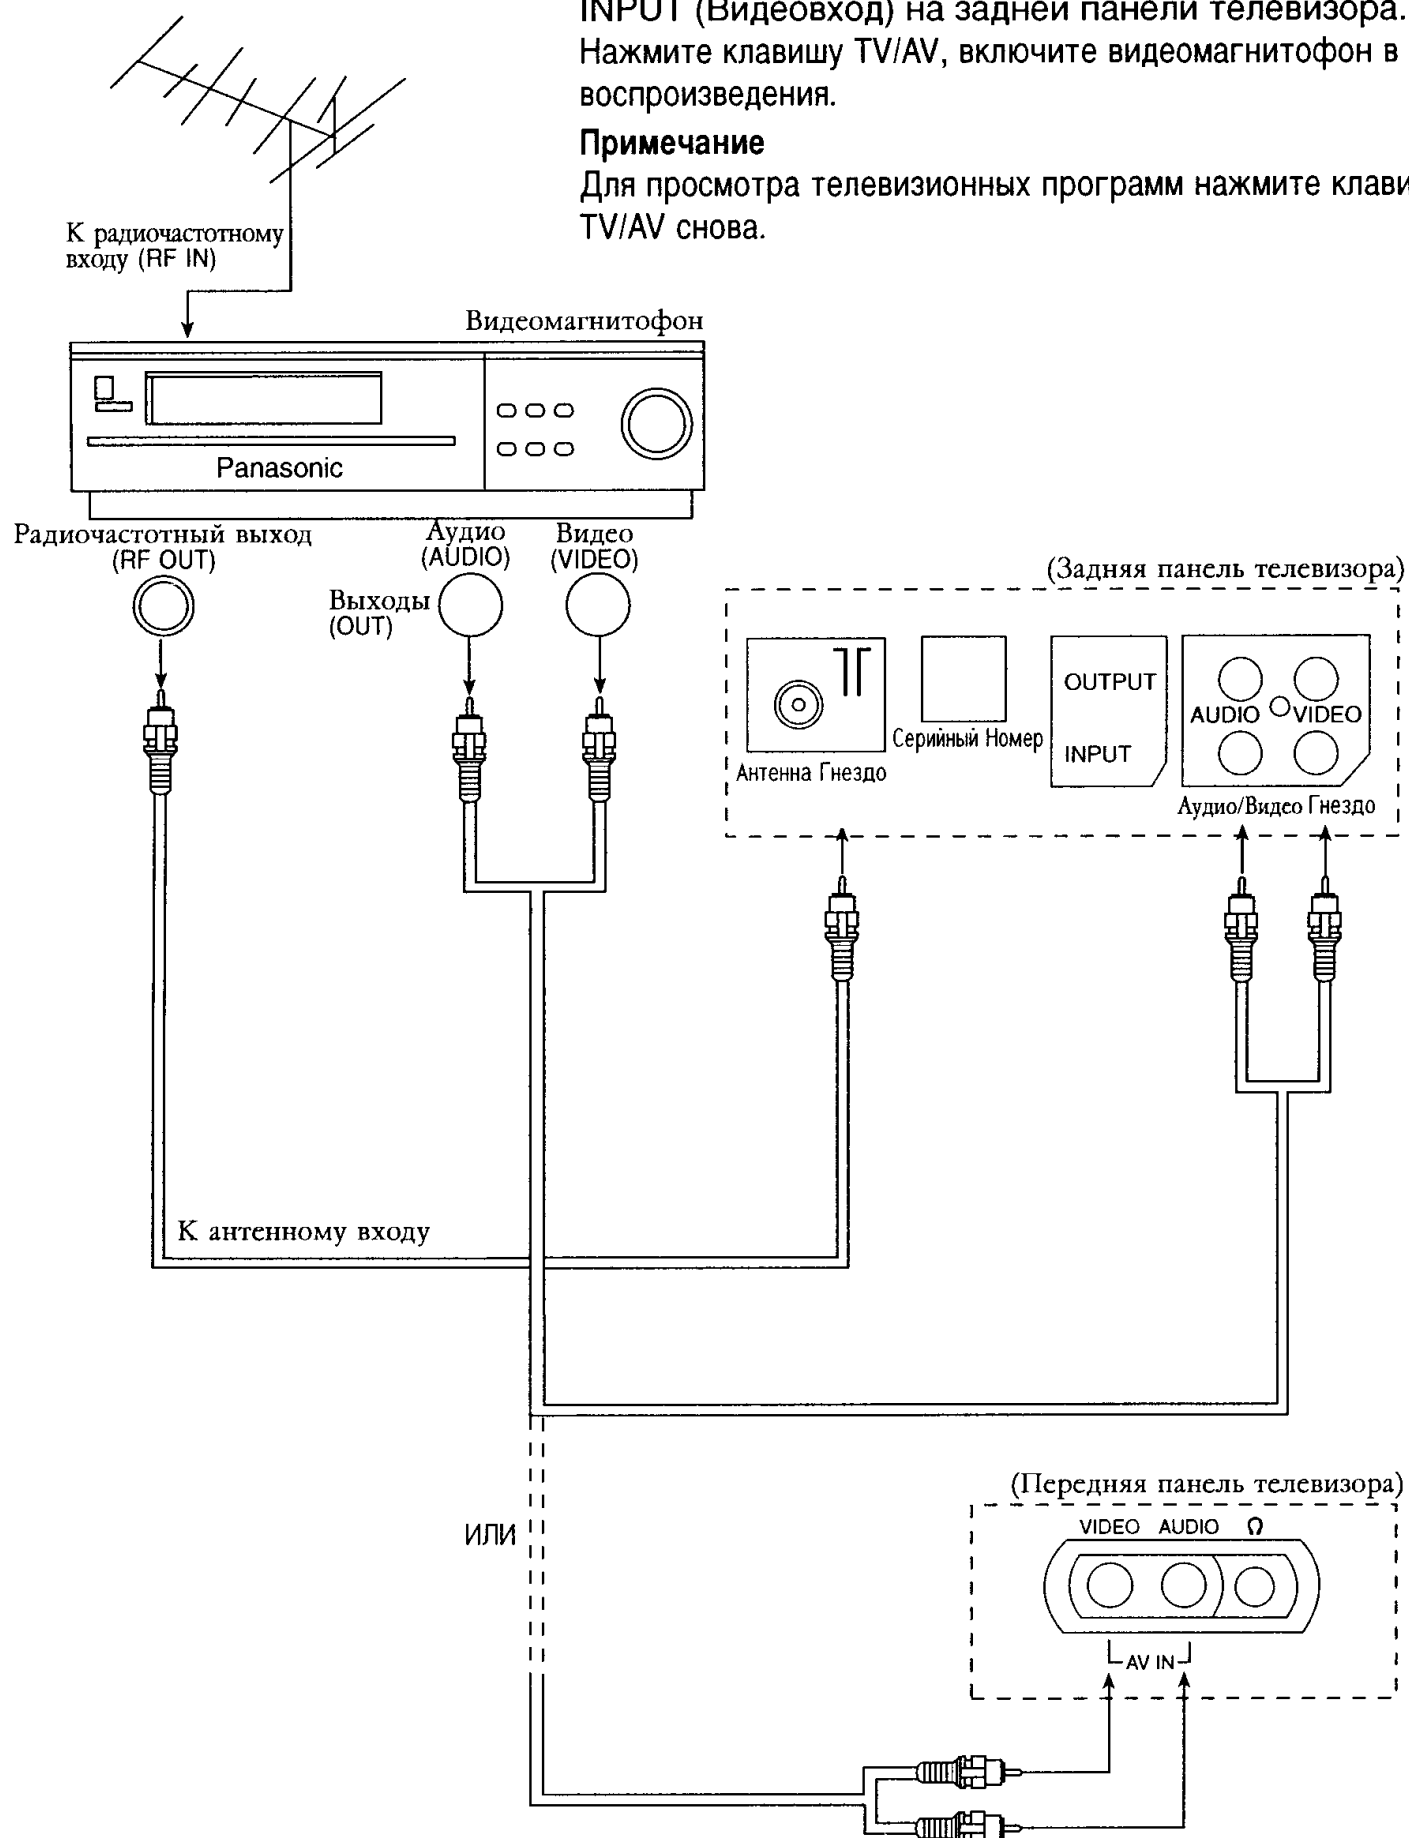 INPUT (Видеовход) на задней панели телевизора.
Нажмите клавишу TV/AV, включите видеомагнитофон в
воспроизведения.
Примечание
Для просмотра телевизионных программ нажмите
TV/AV снова.
К радиочастотному
входу (RF IN)
Видеомагнитофон
Panasonic
Радиочастотный выход
(RF OUT)
Аудио
(AUDIO)
Видео
(VIDEO)
Выходы
(OUT)
(Задняя панель телевизора)
OUTPUT
INPUT
AUDIO VIDEO
Серийный Номер
Антенна Гнездо
Аудио/Видео Гнездо
К антенному входу
ИЛИ
(Передняя панель телевизора)
VIDEO AUDIO
AV IN